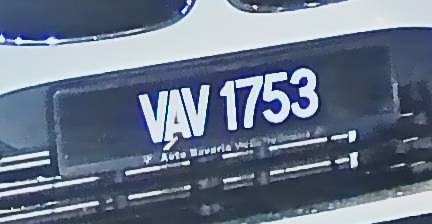 VAV 1753
Auto Bavaria